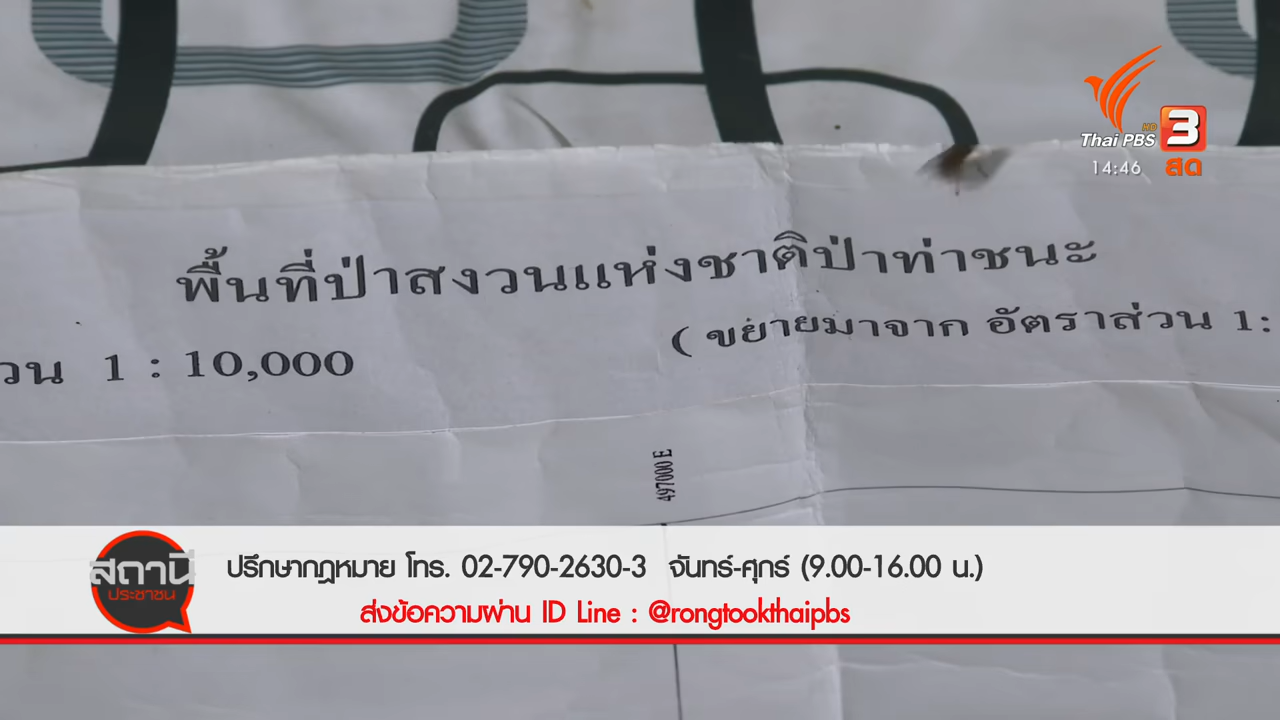 Thai PBS HD 3
14:46 สด
พื้นที่ป่าสงวนแห่งชาติป่าท่าชนะ
( ขยายมาจาก อัตราส่วน 1:
วน 1 : 10,000
497000 E
สถานี
ประชาชน
ปรึกษากฎหมาย โทร. 02-790-2630-3 จันทร์-ศุกร์ (9.00-16.00 น.)
ส่งข้อความผ่าน ID Line : @rongtookthaipbs